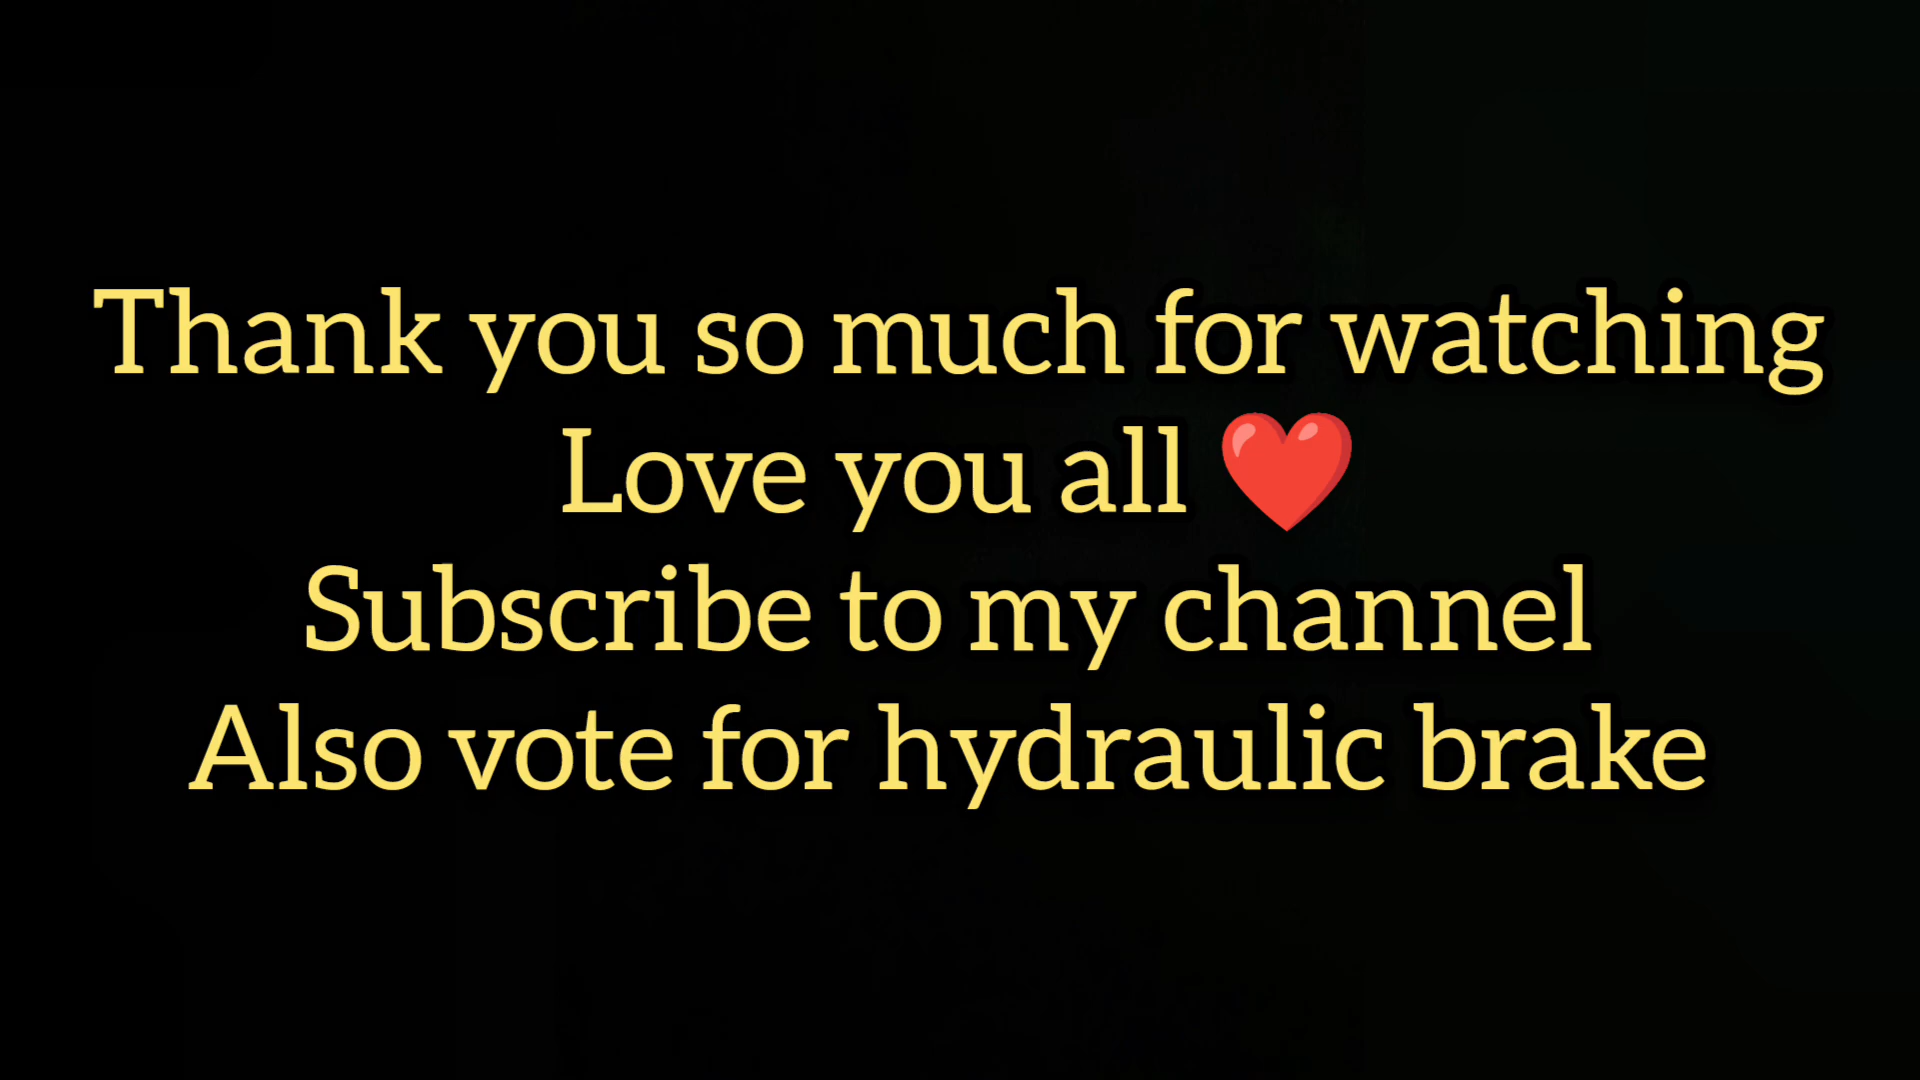 Thank you so much for watching
Love you all ❤️
Subscribe to my channel
Also vote for hydraulic brake